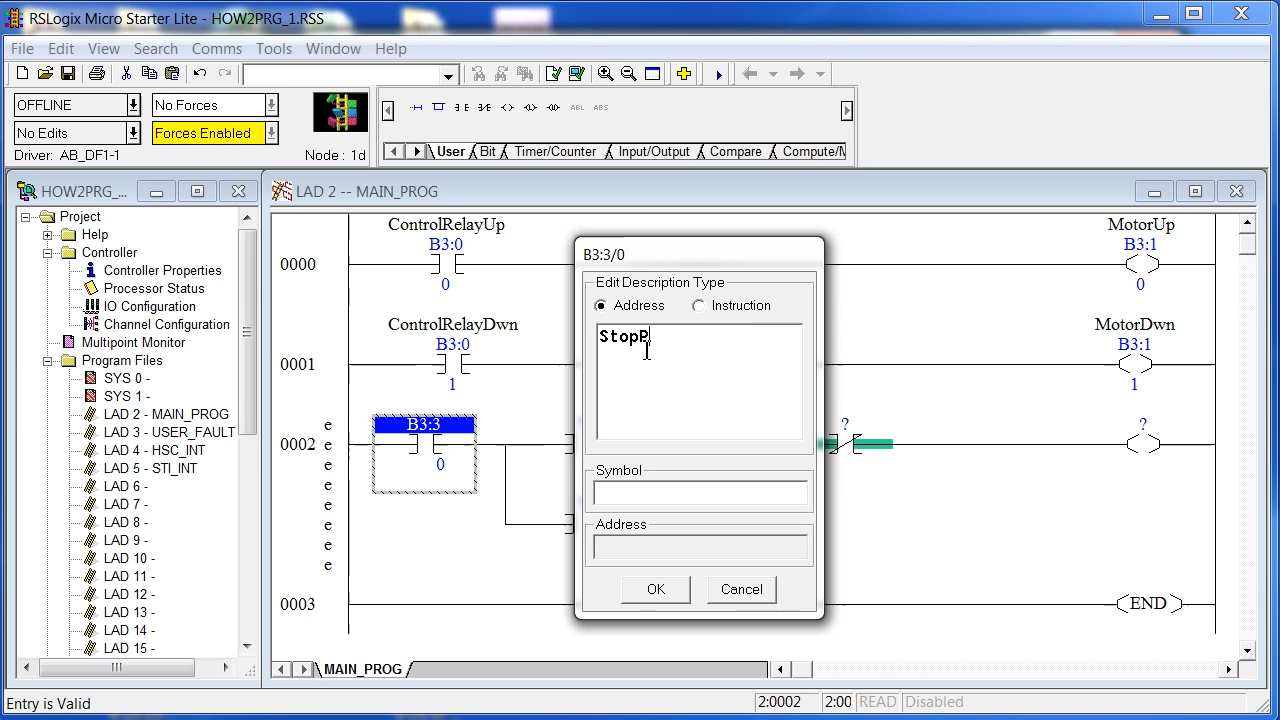 RSLogix Micro Starter Lite - HOW2PRG_1.RSS
File Edit View Search Comms Tools Window Help
OFFLINE No Forces
No Edits Forces Enabled
Driver: AB_DF1-1 Node : 1d
ABL ABS
User Bit Timer/Counter Input/Output Compare Compute/M
HOW2PRG_...
Project
Help
Controller
Controller Properties
Processor Status
IO Configuration
Channel Configuration
Multipoint Monitor
Program Files
SYS 0 -
SYS 1 -
LAD 2 - MAIN_PROG
LAD 3 - USER_FAULT
LAD 4 - HSC_INT
LAD 5 - STI_INT
LAD 6 -
LAD 7 -
LAD 8 -
LAD 9 -
LAD 10 -
LAD 11 -
LAD 12 -
LAD 13 -
LAD 14 -
LAD 15 -
LAD 2 -- MAIN_PROG
ControlRelayUp MotorUp
B3:0 B3:1
0000
0 0
ControlRelayDwn MotorDwn
B3:0 B3:1
0001
1 1
e B3:3 ? ?
0002 e
e 0
e
e
e
e
e
0003 END
MAIN_PROG
B3:3/0
Edit Description Type
Address Instruction
StopP
Symbol
Address
OK Cancel
Entry is Valid 2:0002 2:00 READ Disabled